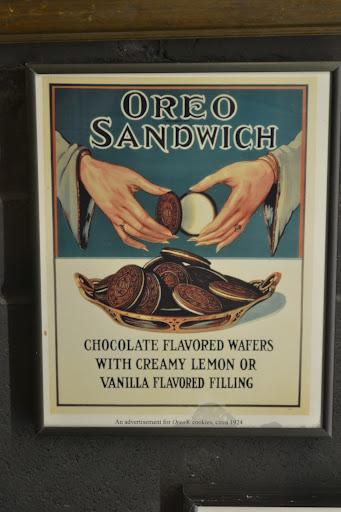 OREO
SANDWICH
CHOCOLATE FLAVORED WAFERS
WITH CREAMY LEMON OR
VANILLA FLAVORED FILLING
An advertisement for Oreo® cookies, circa 1924